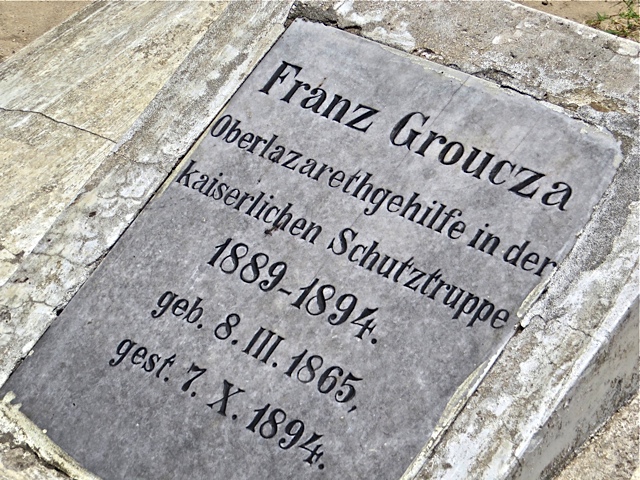 Franz Groucza
Oberlazarethgehilfe in der
kaiserlichen Schutztruppe
1889-1894.
geb. 8. III. 1865,
gest. 7. X. 1894.